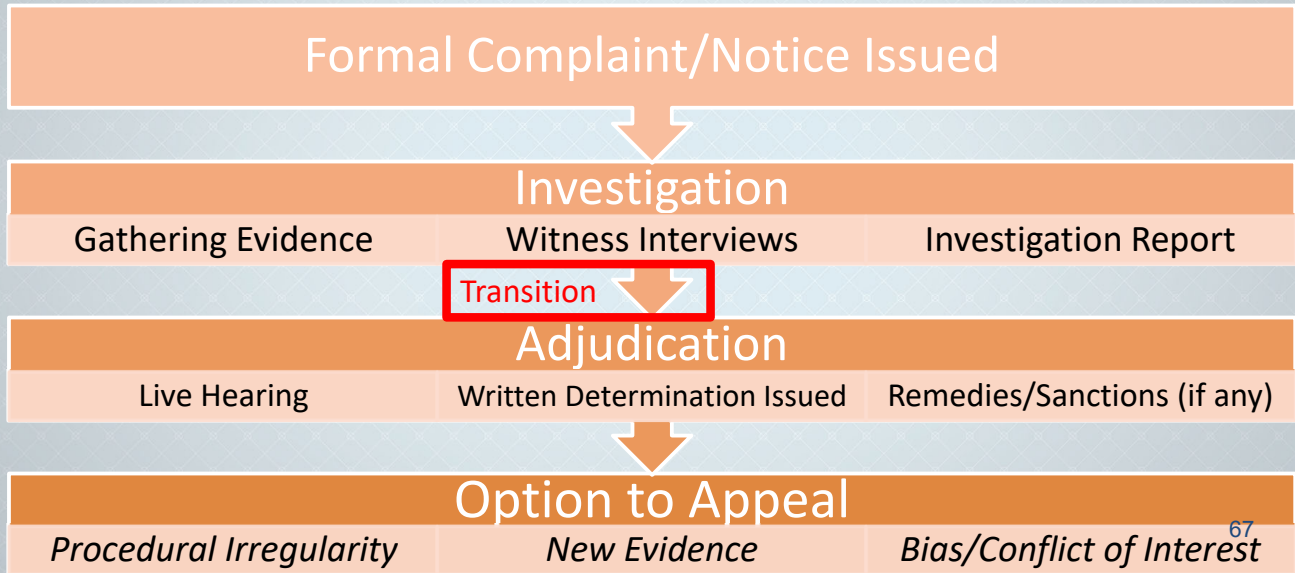 Formal Complaint/Notice Issued
Investigation
Gathering Evidence
Witness Interviews
Investigation Report
Transition
Adjudication
Live Hearing
Written Determination Issued
Remedies/Sanctions (if any)
Option to Appeal
Procedural Irregularity
New Evidence
Bias/Conflict of Interest
67